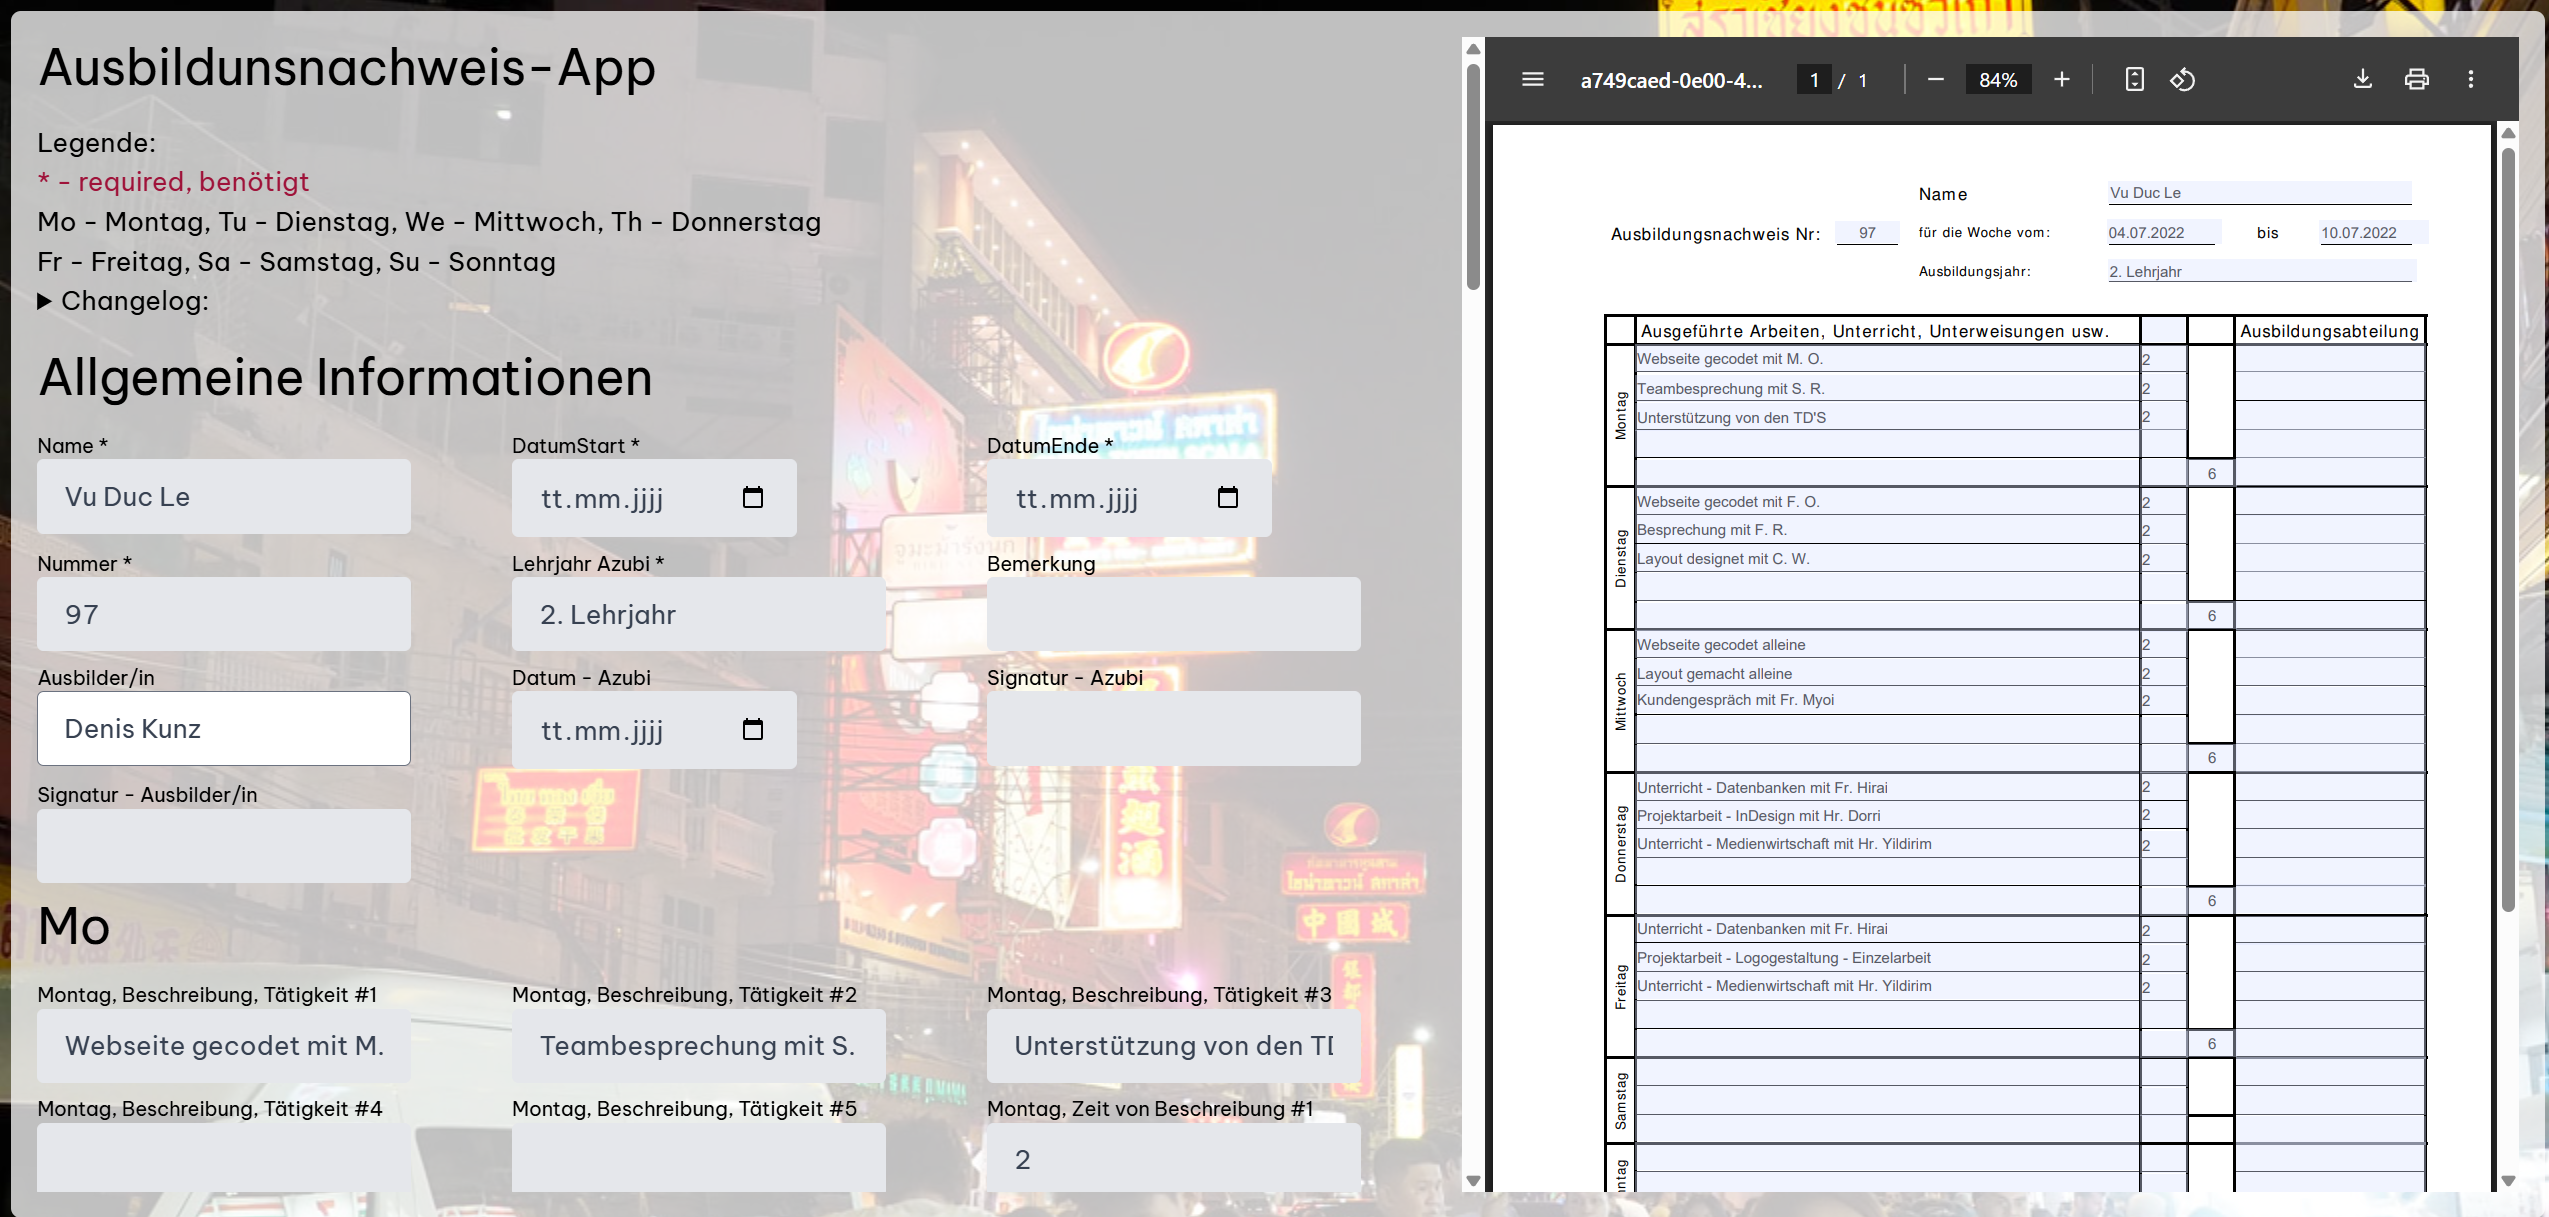 Ausbildunsnachweis-App
Legende:
* - required, benötigt
Mo - Montag, Tu - Dienstag, We - Mittwoch, Th - Donnerstag
Fr - Freitag, Sa - Samstag, Su - Sonntag
Changelog:
Allgemeine Informationen
Name *
DatumStart *
DatumEnde *
Vu Duc Le
tt.mm.jjjj
tt.mm.jjjj
Nummer *
Lehrjahr Azubi *
Bemerkung
97
2. Lehrjahr
Ausbilder/in
Datum - Azubi
Signatur - Azubi
Denis Kunz
tt.mm.jjjj
Signatur - Ausbilder/in
Mo
Montag, Beschreibung, Tätigkeit #1
Montag, Beschreibung, Tätigkeit #2
Montag, Beschreibung, Tätigkeit #3
Webseite gecodet mit M.
Teambesprechung mit S.
Unterstützung von den TD
Montag, Beschreibung, Tätigkeit #4
Montag, Beschreibung, Tätigkeit #5
Montag, Zeit von Beschreibung #1
2
a749caed-0e00-4... 1 / 1 84%
Name Vu Duc Le
Ausbildungsnachweis Nr: 97 für die Woche vom: 04.07.2022 bis 10.07.2022
Ausbildungsjahr: 2. Lehrjahr
Ausgeführte Arbeiten, Unterricht, Unterweisungen usw. Ausbildungsabteilung
Montag
Webseite gecodet mit M. O. 2
Teambesprechung mit S. R. 2
Unterstützung von den TD'S 2
6
Dienstag
Webseite gecodet mit F. O. 2
Besprechung mit F. R. 2
Layout designet mit C. W. 2
6
Mittwoch
Webseite gecodet alleine 2
Layout gemacht alleine 2
Kundengespräch mit Fr. Myoi 2
6
Donnerstag
Unterricht - Datenbanken mit Fr. Hirai 2
Projektarbeit - InDesign mit Hr. Dorri 2
Unterricht - Medienwirtschaft mit Hr. Yildirim 2
6
Freitag
Unterricht - Datenbanken mit Fr. Hirai 2
Projektarbeit - Logogestaltung - Einzelarbeit 2
Unterricht - Medienwirtschaft mit Hr. Yildirim 2
6
Samstag
ntag
中國城